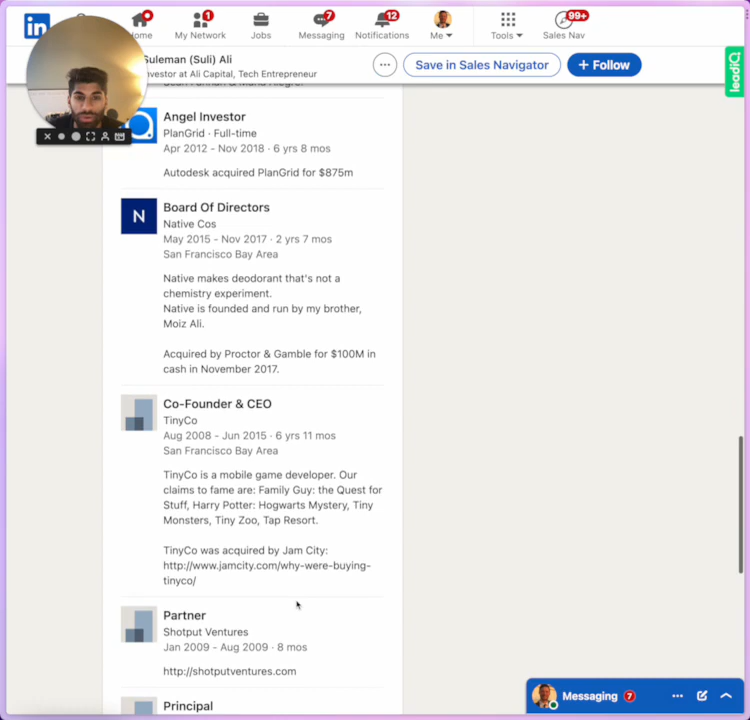 in
Home
My Network
1
Jobs
Messaging
7
Notifications
12
Me
Tools
Sales Nav
99+
Suleman (Suli) Ali
nvestor at Ali Capital, Tech Entrepreneur
Save in Sales Navigator
+ Follow
leadiQ
Angel Investor
PlanGrid · Full-time
Apr 2012 - Nov 2018 · 6 yrs 8 mos
Autodesk acquired PlanGrid for $875m
N
Board Of Directors
Native Cos
May 2015 - Nov 2017 · 2 yrs 7 mos
San Francisco Bay Area
Native makes deodorant that's not a
chemistry experiment.
Native is founded and run by my brother,
Moiz Ali.
Acquired by Proctor & Gamble for $100M in
cash in November 2017.
Co-Founder & CEO
TinyCo
Aug 2008 - Jun 2015 · 6 yrs 11 mos
San Francisco Bay Area
TinyCo is a mobile game developer. Our
claims to fame are: Family Guy: the Quest for
Stuff, Harry Potter: Hogwarts Mystery, Tiny
Monsters, Tiny Zoo, Tap Resort.
TinyCo was acquired by Jam City:
http://www.jamcity.com/why-were-buying-
tinyco/
Partner
Shotput Ventures
Jan 2009 - Aug 2009 · 8 mos
http://shotputventures.com
Principal
Messaging
7